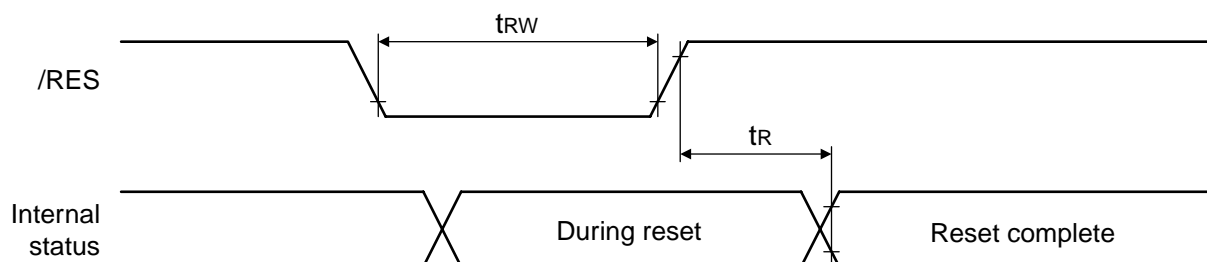 tRW
/RES
tR
Internal
status
During reset
Reset complete